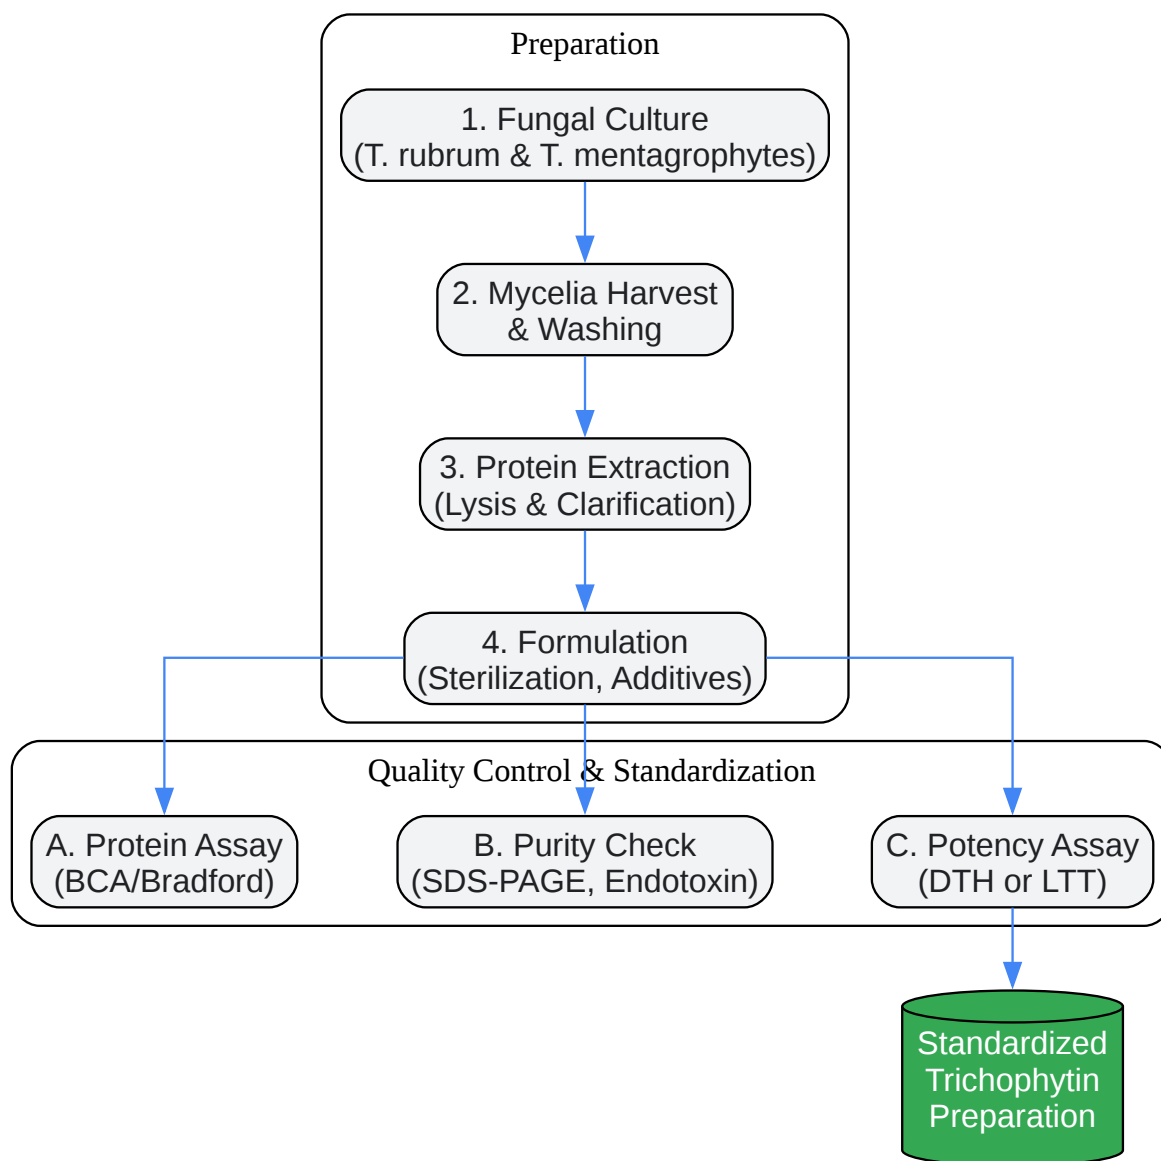 Preparation
1. Fungal Culture
(T. rubrum & T. mentagrophytes)
2. Mycelia Harvest
& Washing
3. Protein Extraction
(Lysis & Clarification)
4. Formulation
(Sterilization, Additives)
Quality Control & Standardization
A. Protein Assay
(BCA/Bradford)
B. Purity Check
(SDS-PAGE, Endotoxin)
C. Potency Assay
(DTH or LTT)
Standardized
Trichophytin
Preparation